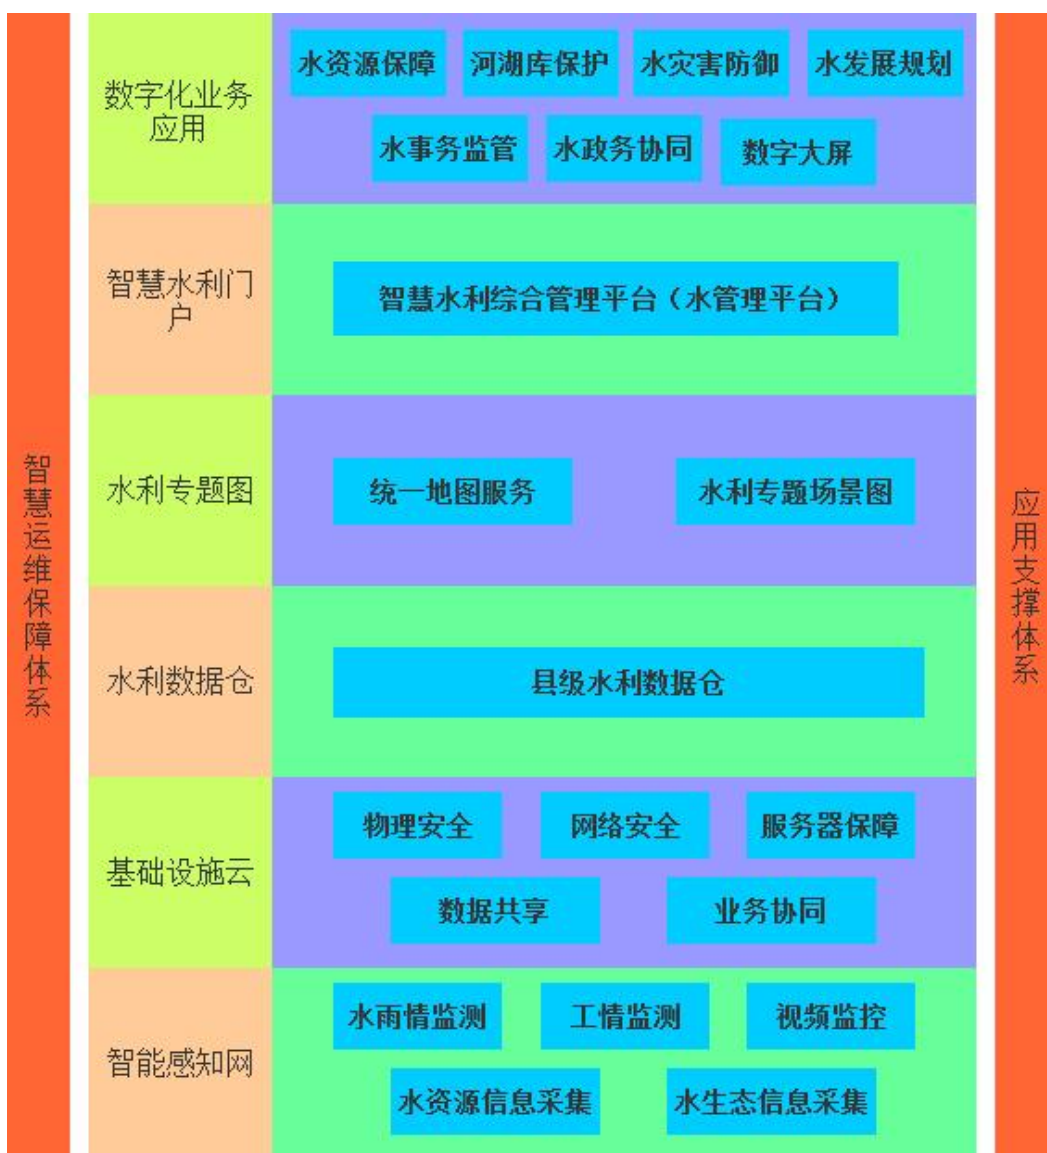 智慧运维保障体系
数字化业务
应用
水资源保障 河湖库保护 水灾害防御 水发展规划
水事务监管 水政务协同 数字大屏
智慧水利门
户
智慧水利综合管理平台（水管理平台）
水利专题图
统一地图服务 水利专题场景图
水利数据仓
县级水利数据仓
基础设施云
物理安全 网络安全 服务器保障
数据共享 业务协同
智能感知网
水雨情监测 工情监测 视频监控
水资源信息采集 水生态信息采集
应用支撑体系